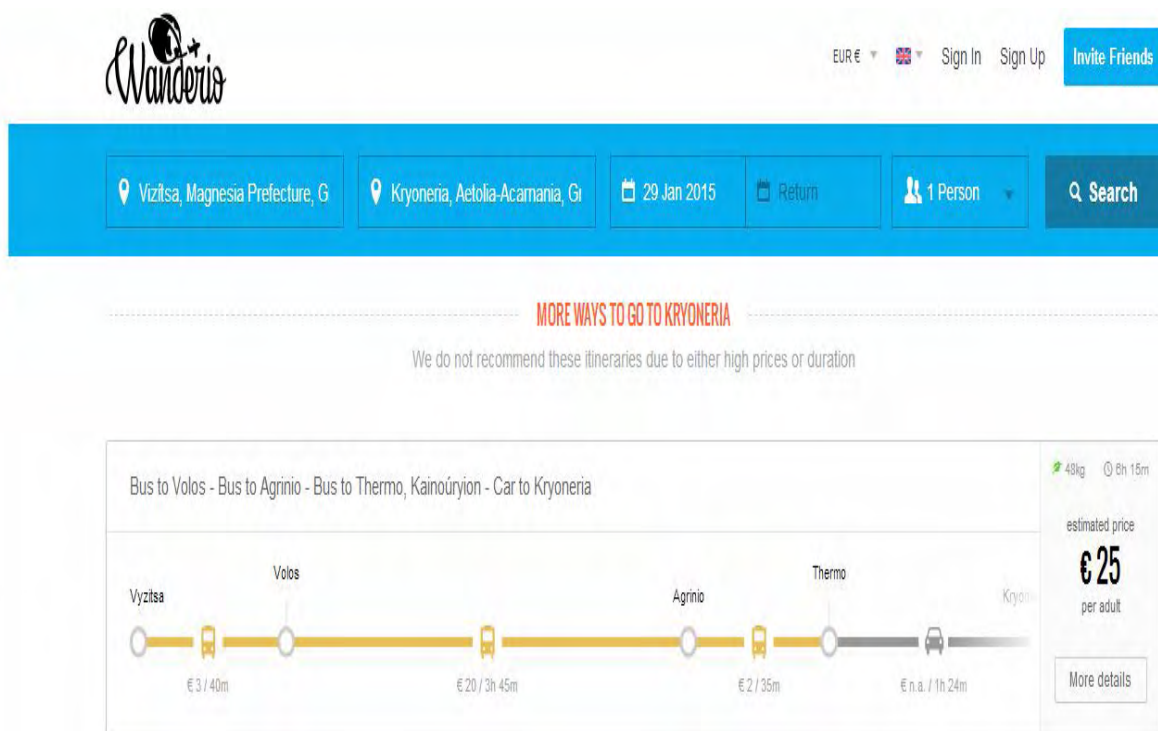 Wanderio
EUR € Sign In Sign Up Invite Friends
Vizítsa, Magnesia Prefecture, G Kryoneria, Aetolia-Acarnania, Gr 29 Jan 2015 Return 1 Person Search
MORE WAYS TO GO TO KRYONERIA
We do not recommend these itineraries due to either high prices or duration
Bus to Volos - Bus to Agrinio - Bus to Thermo, Kainoúryion - Car to Kryoneria
48kg 6h 15m
estimated price
€ 25
per adult
More details
Vyzitsa Volos Agrinio Thermo
€ 3 / 40m € 20 / 3h 45m € 2 / 35m € n.a. / 1h 24m